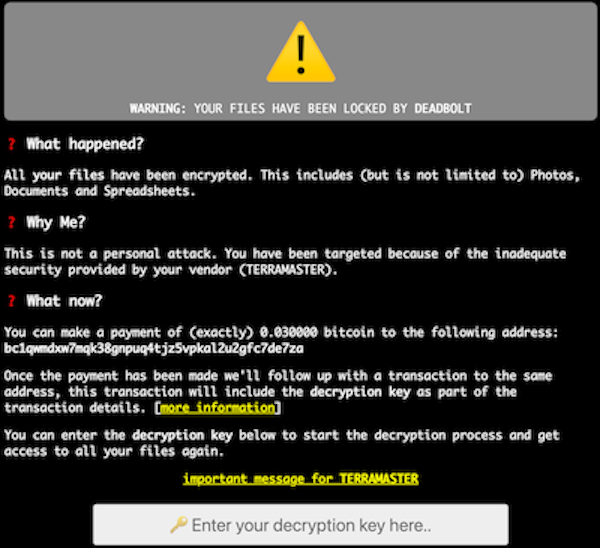 WARNING: YOUR FILES HAVE BEEN LOCKED BY DEADBOLT
? What happened?
All your files have been encrypted. This includes (but is not limited to) Photos,
Documents and Spreadsheets.
? Why Me?
This is not a personal attack. You have been targeted because of the inadequate
security provided by your vendor (TERRAMASTER).
? What now?
You can make a payment of (exactly) 0.030000 bitcoin to the following address:
bc1qwmdxw7mqk38gnpuq4tjz5vpkal2u2gfc7de7za
Once the payment has been made we'll follow up with a transaction to the same
address, this transaction will include the decryption key as part of the
transaction details. [more information]
You can enter the decryption key below to start the decryption process and get
access to all your files again.
important message for TERRAMASTER
Enter your decryption key here..